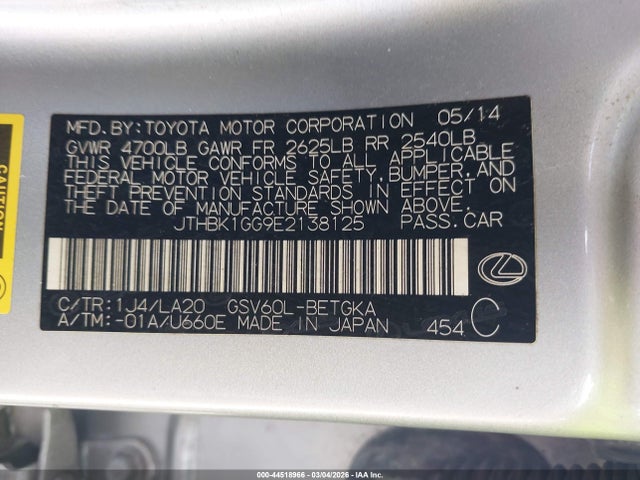 MFD. BY: TOYOTA MOTOR CORPORATION 05/14
GVWR 4700LB GAWR FR 2625LB RR 2540LB
THIS VEHICLE CONFORMS TO ALL APPLICABLE
FEDERAL MOTOR VEHICLE SAFETY, BUMPER, AND
THEFT PREVENTION STANDARDS IN EFFECT ON
THE DATE OF MANUFACTURE SHOWN ABOVE.
JTHBK1GG9E2138125 PASS. CAR
C/TR: 1J4/LA20 GSV60L-BETGKA
A/TM: -01A/U660E MADE IN JAPAN 454 C
CAUTION
000-44518966 - 03/04/2026 - IAA Inc.